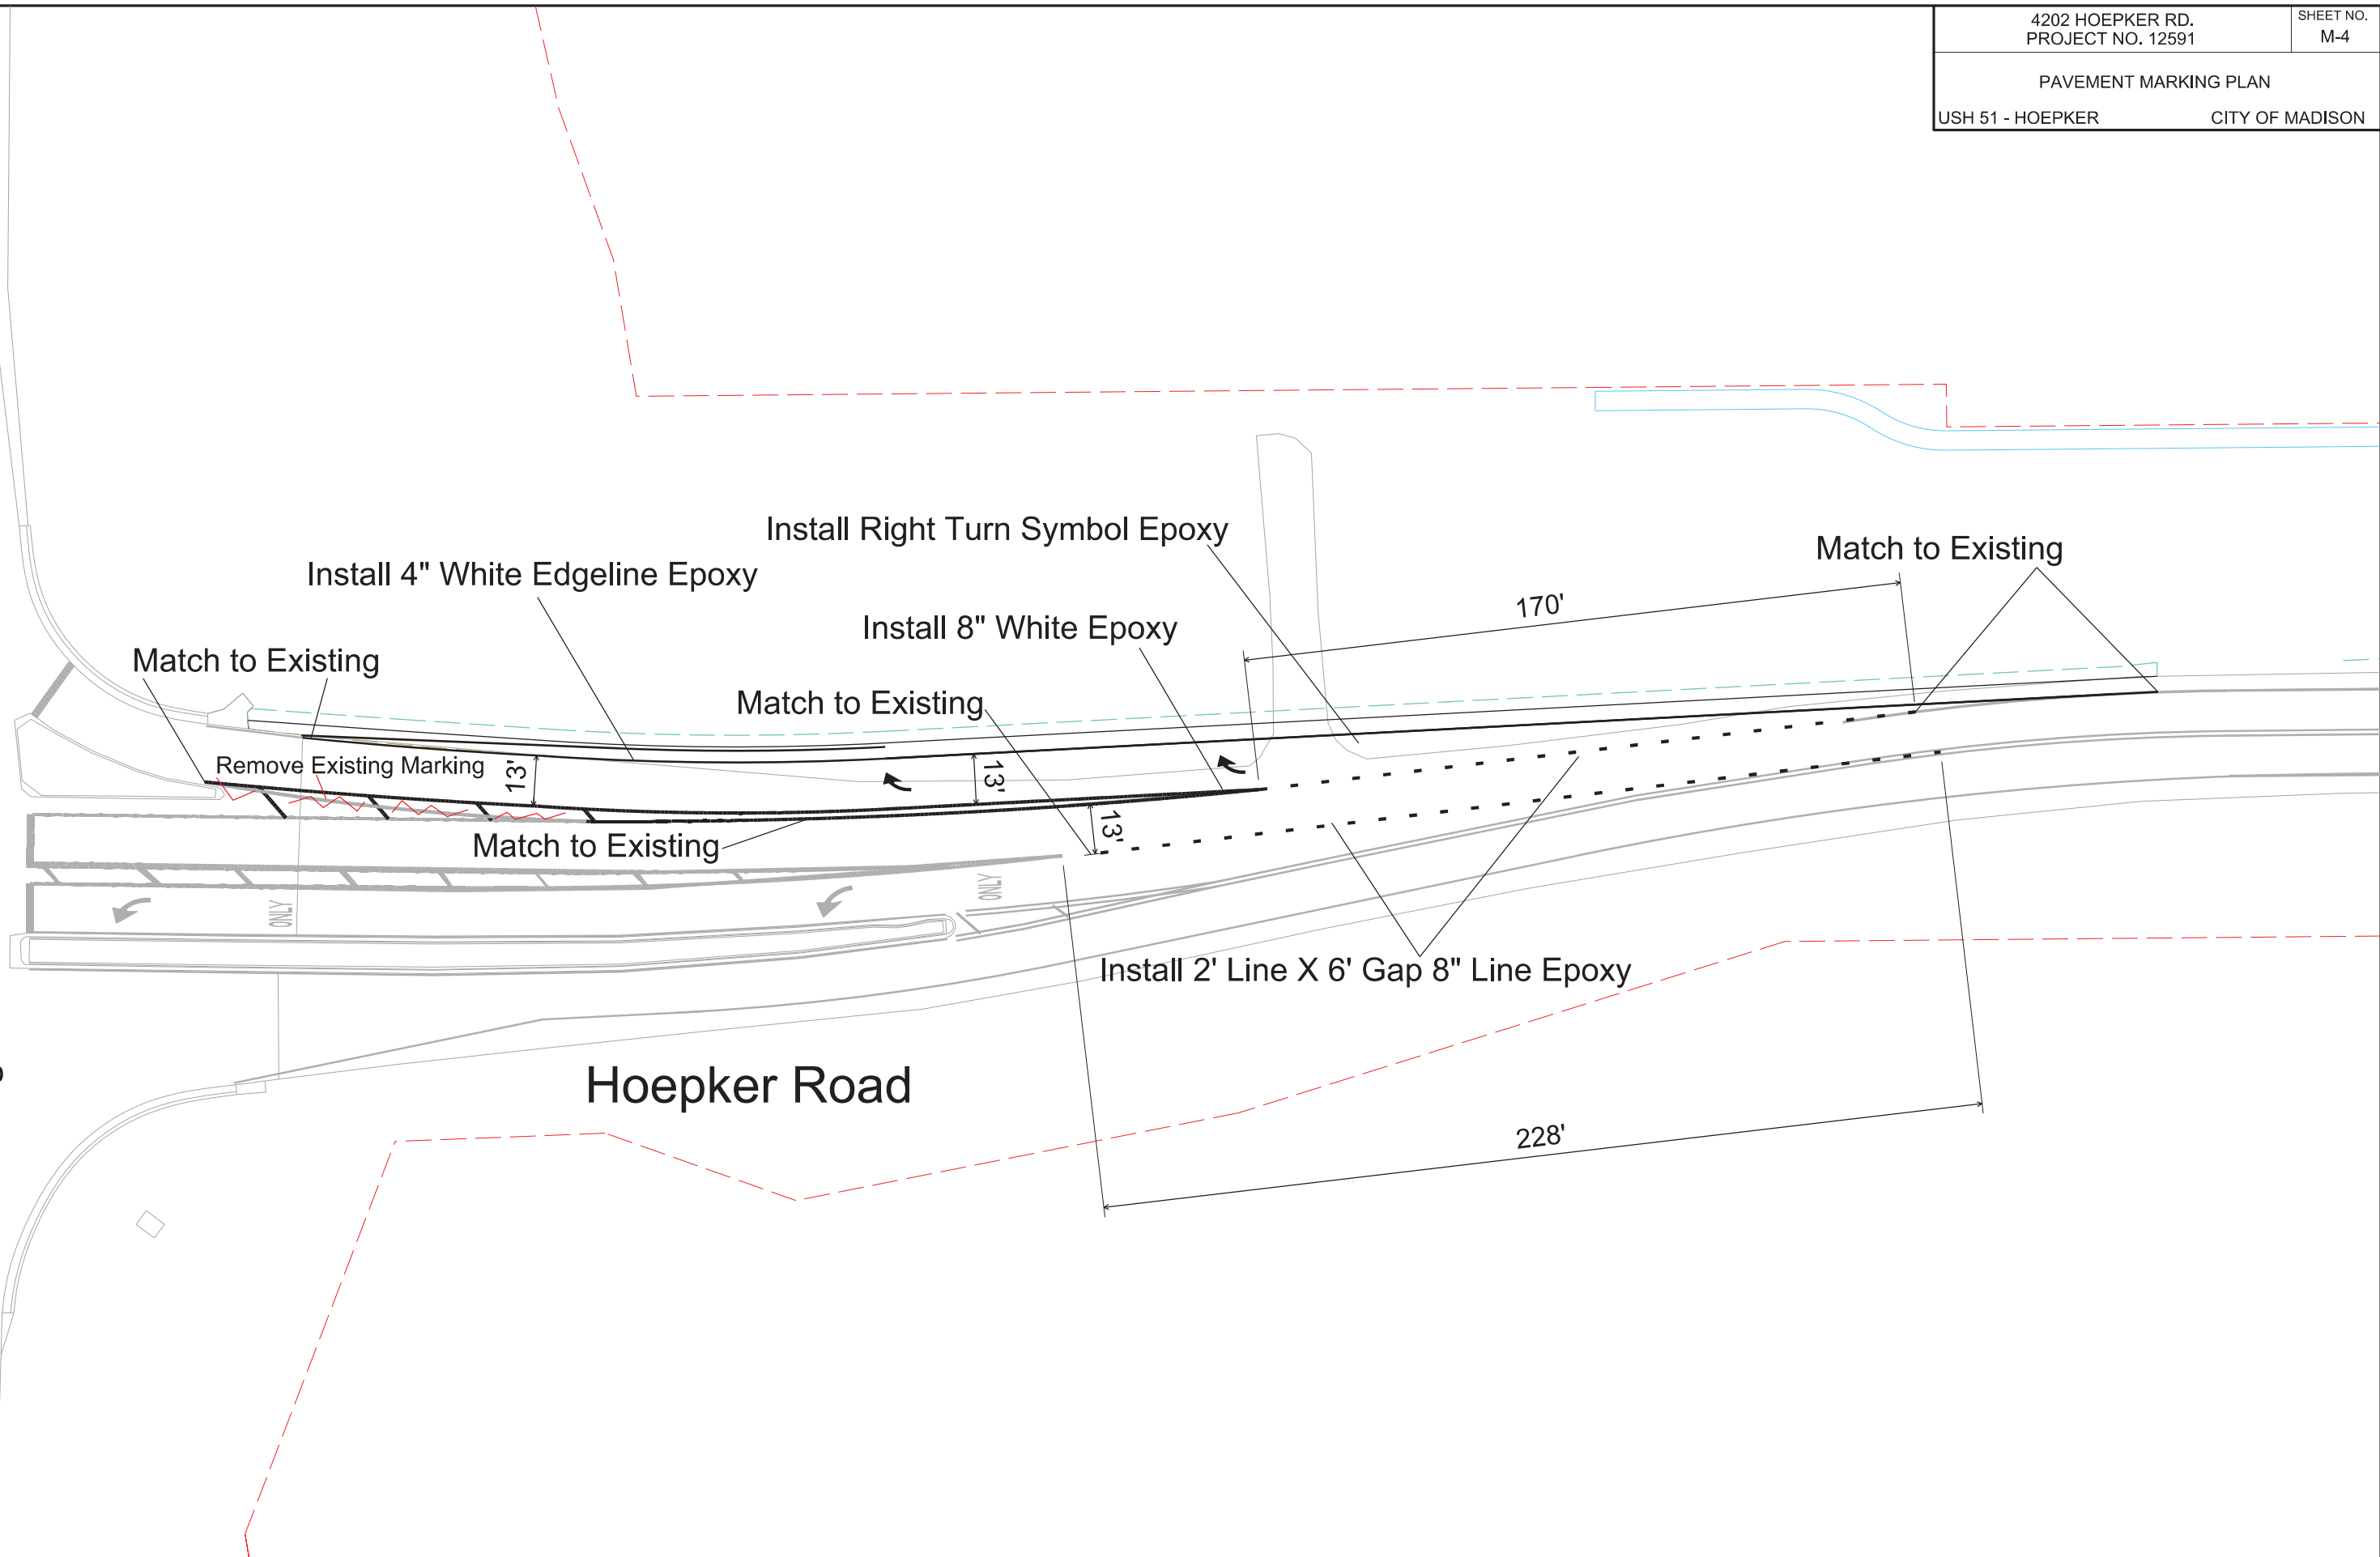 4202 HOEPKER RD.
PROJECT NO. 12591
SHEET NO.
M-4
PAVEMENT MARKING PLAN
USH 51 - HOEPKER
CITY OF MADISON
Install Right Turn Symbol Epoxy
Match to Existing
Install 4" White Edgeline Epoxy
170'
Install 8" White Epoxy
Match to Existing
Match to Existing
Remove Existing Marking
13'
13'
13'
Match to Existing
ONLY
ONLY
Install 2' Line X 6' Gap 8" Line Epoxy
Hoepker Road
228'